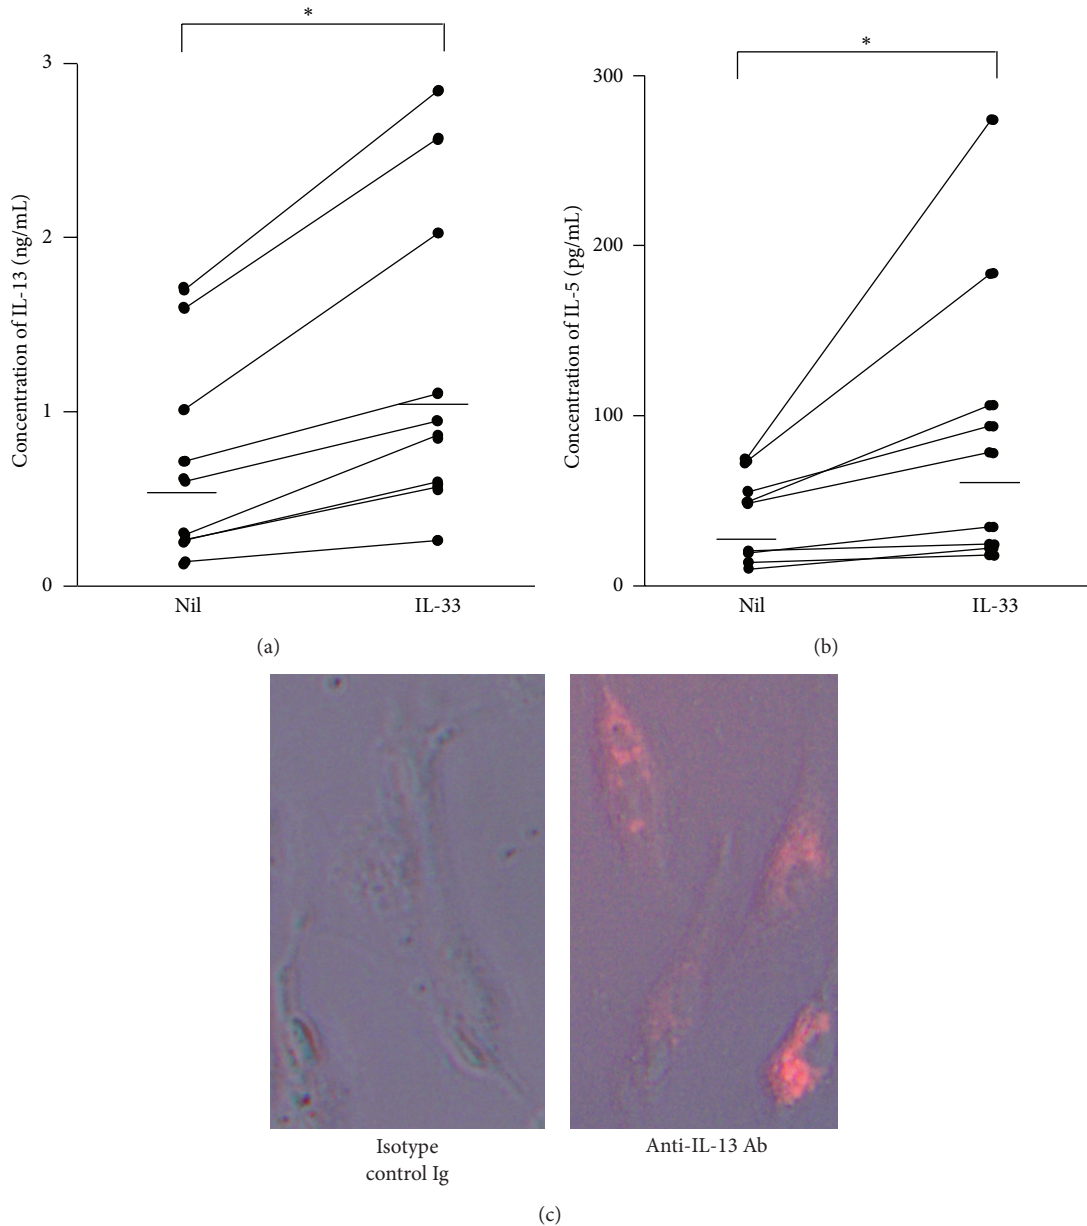 *
3
2
1
0
Concentration of IL-13 (ng/mL)
Nil
IL-33
(a)
*
300
200
100
0
Concentration of IL-5 (pg/mL)
Nil
IL-33
(b)
Isotype
control Ig
Anti-IL-13 Ab
(c)